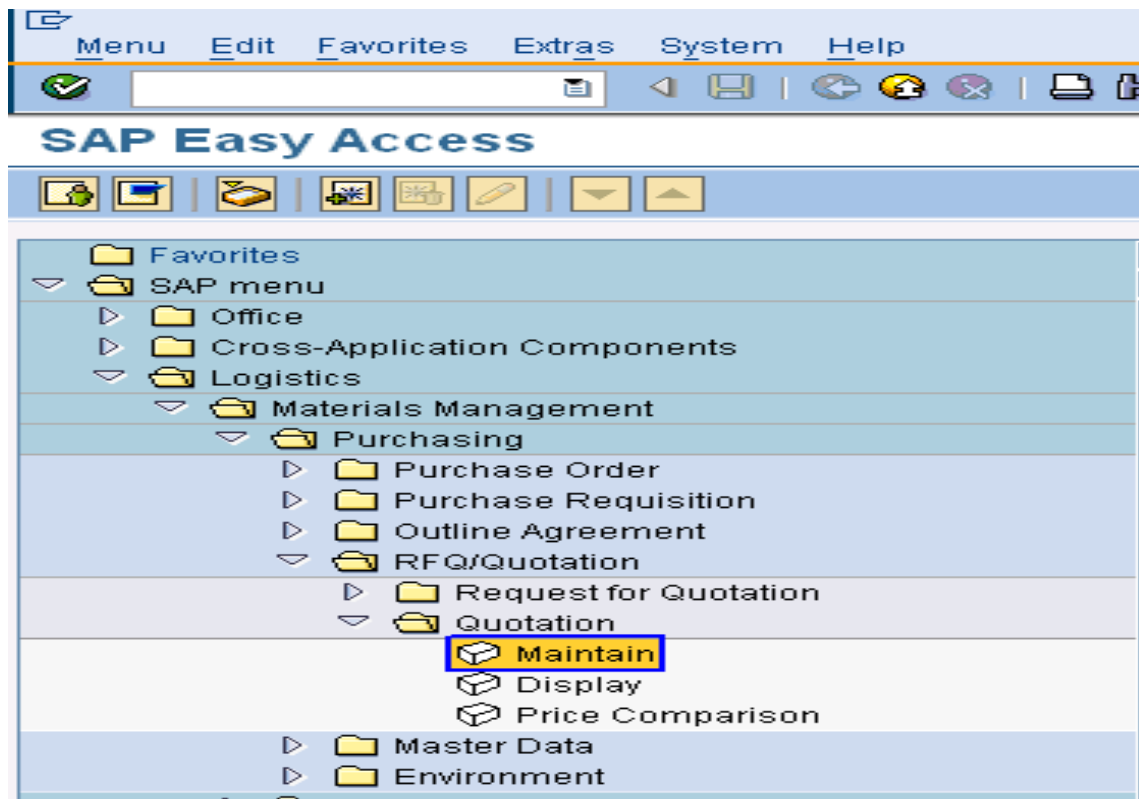 Menu Edit Favorites Extras System Help
SAP Easy Access
Favorites
SAP menu
Office
Cross-Application Components
Logistics
Materials Management
Purchasing
Purchase Order
Purchase Requisition
Outline Agreement
RFQ/Quotation
Request for Quotation
Quotation
Maintain
Display
Price Comparison
Master Data
Environment